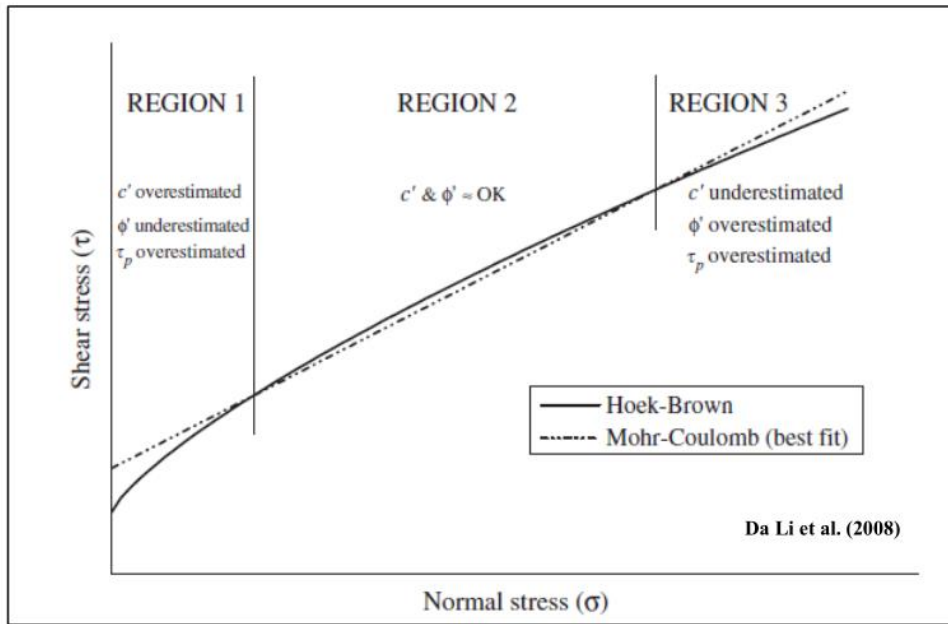 REGION 1
REGION 2
REGION 3
c′ overestimated
ϕ′ underestimated
τp overestimated
c′ & ϕ′ ≈ OK
c′ underestimated
ϕ′ overestimated
τp overestimated
Shear stress (τ)
Hoek-Brown
Mohr-Coulomb (best fit)
Da Li et al. (2008)
Normal stress (σ)